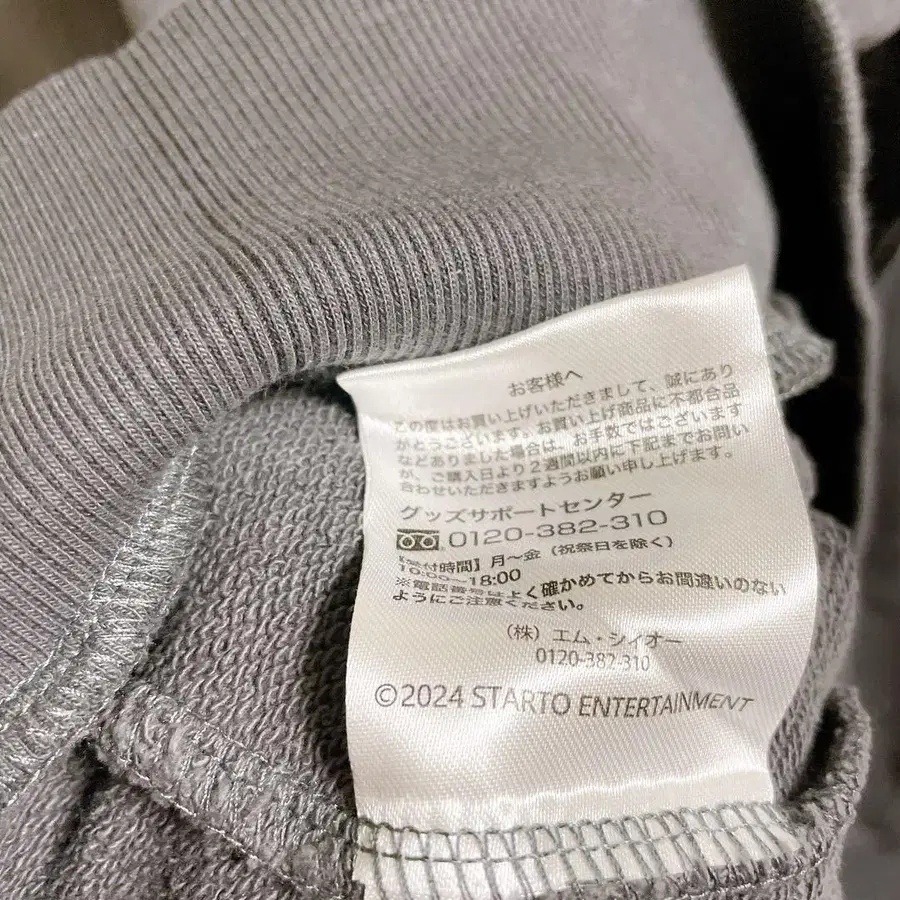 お客様へ
この度はお買い上げいただきまして、誠にあり
がとうございます。お買い上げ商品に不都合品
などありました場合は、お手数ではございます
が、ご購入日より2週間以内に下記までお問い
合わせいただきますようお願い申し上げます。
グッズサポートセンター
0120-382-310
【受付時間】月〜金（祝祭日を除く）
10:00〜18:00
※電話番号はよく確かめてからお間違いのない
ようにご注意ください。
（株）エム・シイオー
0120-382-310
©2024 STARTO ENTERTAINMENT